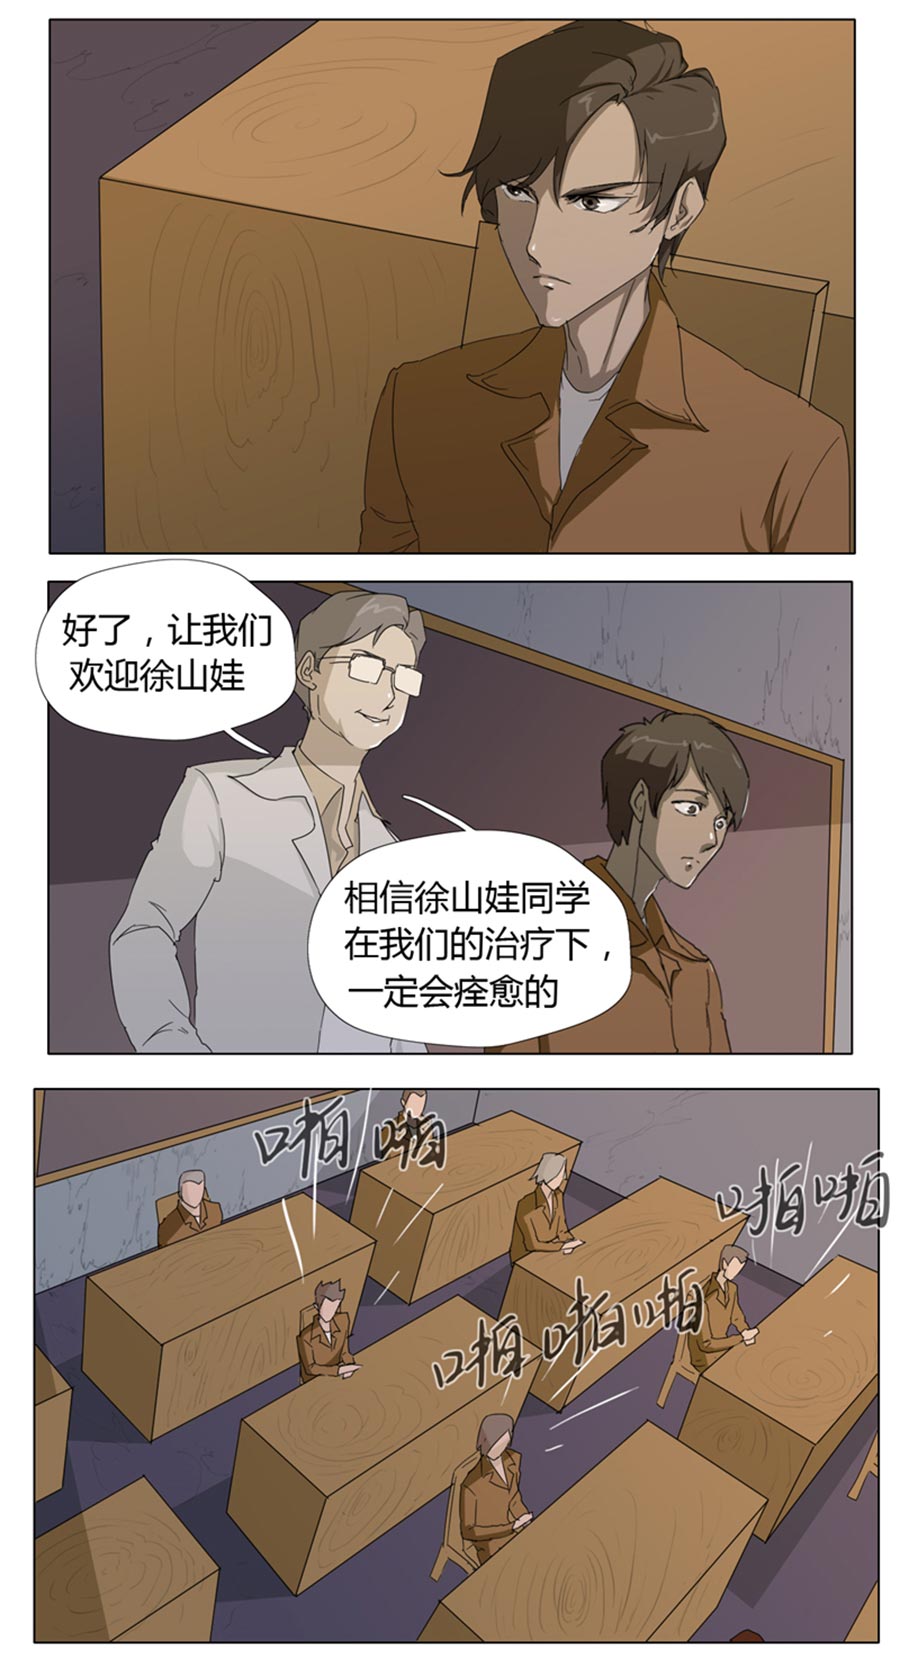 好了，让我们
欢迎徐山娃
相信徐山娃同学
在我们的治疗下，
一定会痊愈的
啪啪
啪啪
啪啪啪